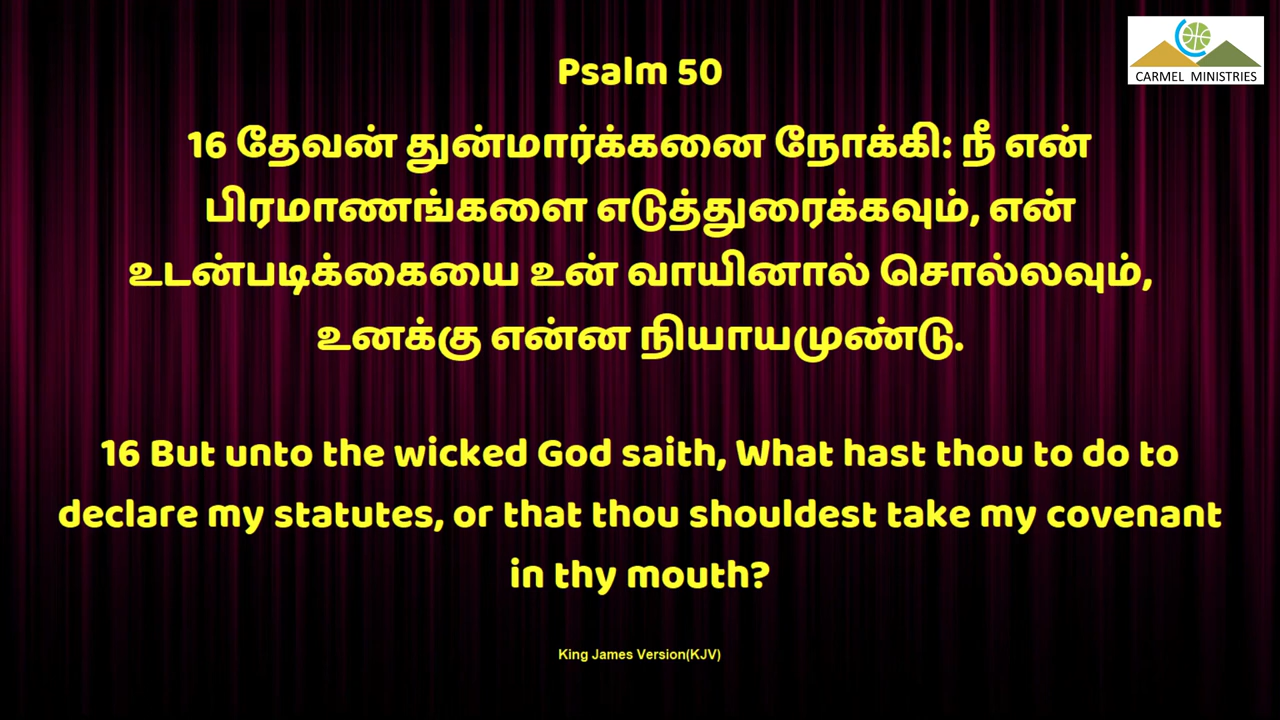 CARMEL MINISTRIES
Psalm 50
16 தேவன் துன்மார்க்கனை நோக்கி: நீ என்
பிரமாணங்களை எடுத்துரைக்கவும், என்
உடன்படிக்கையை உன் வாயினால் சொல்லவும்,
உனக்கு என்ன நியாயமுண்டு.
16 But unto the wicked God saith, What hast thou to do to
declare my statutes, or that thou shouldest take my covenant
in thy mouth?
King James Version(KJV)